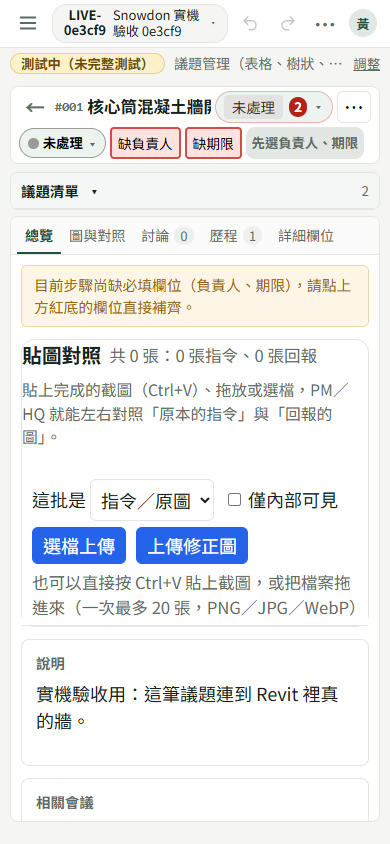 LIVE-0e3cf9
Snowdon 實機驗收 0e3cf9
黃
測試中（未完整測試）
議題管理（表格、樹狀、…
調整
#001 核心筒混凝土牆
未處理 2
未處理
缺負責人
缺期限
先選負責人、期限
議題清單
2
總覽 圖與對照 討論 0 歷程 1 詳細欄位
目前步驟尚缺必填欄位（負責人、期限），請點上
方紅底的欄位直接補齊。
貼圖對照 共 0 張：0 張指令、0 張回報
貼上完成的截圖（Ctrl+V）、拖放或選檔，PM／
HQ 就能左右對照「原本的指令」與「回報的
圖」。
這批是 指令／原圖 僅內部可見
選檔上傳 上傳修正圖
也可以直接按 Ctrl+V 貼上截圖，或把檔案拖
進來（一次最多 20 張，PNG／JPG／WebP）
說明
實機驗收用：這筆議題連到 Revit 裡真
的牆。
相關會議